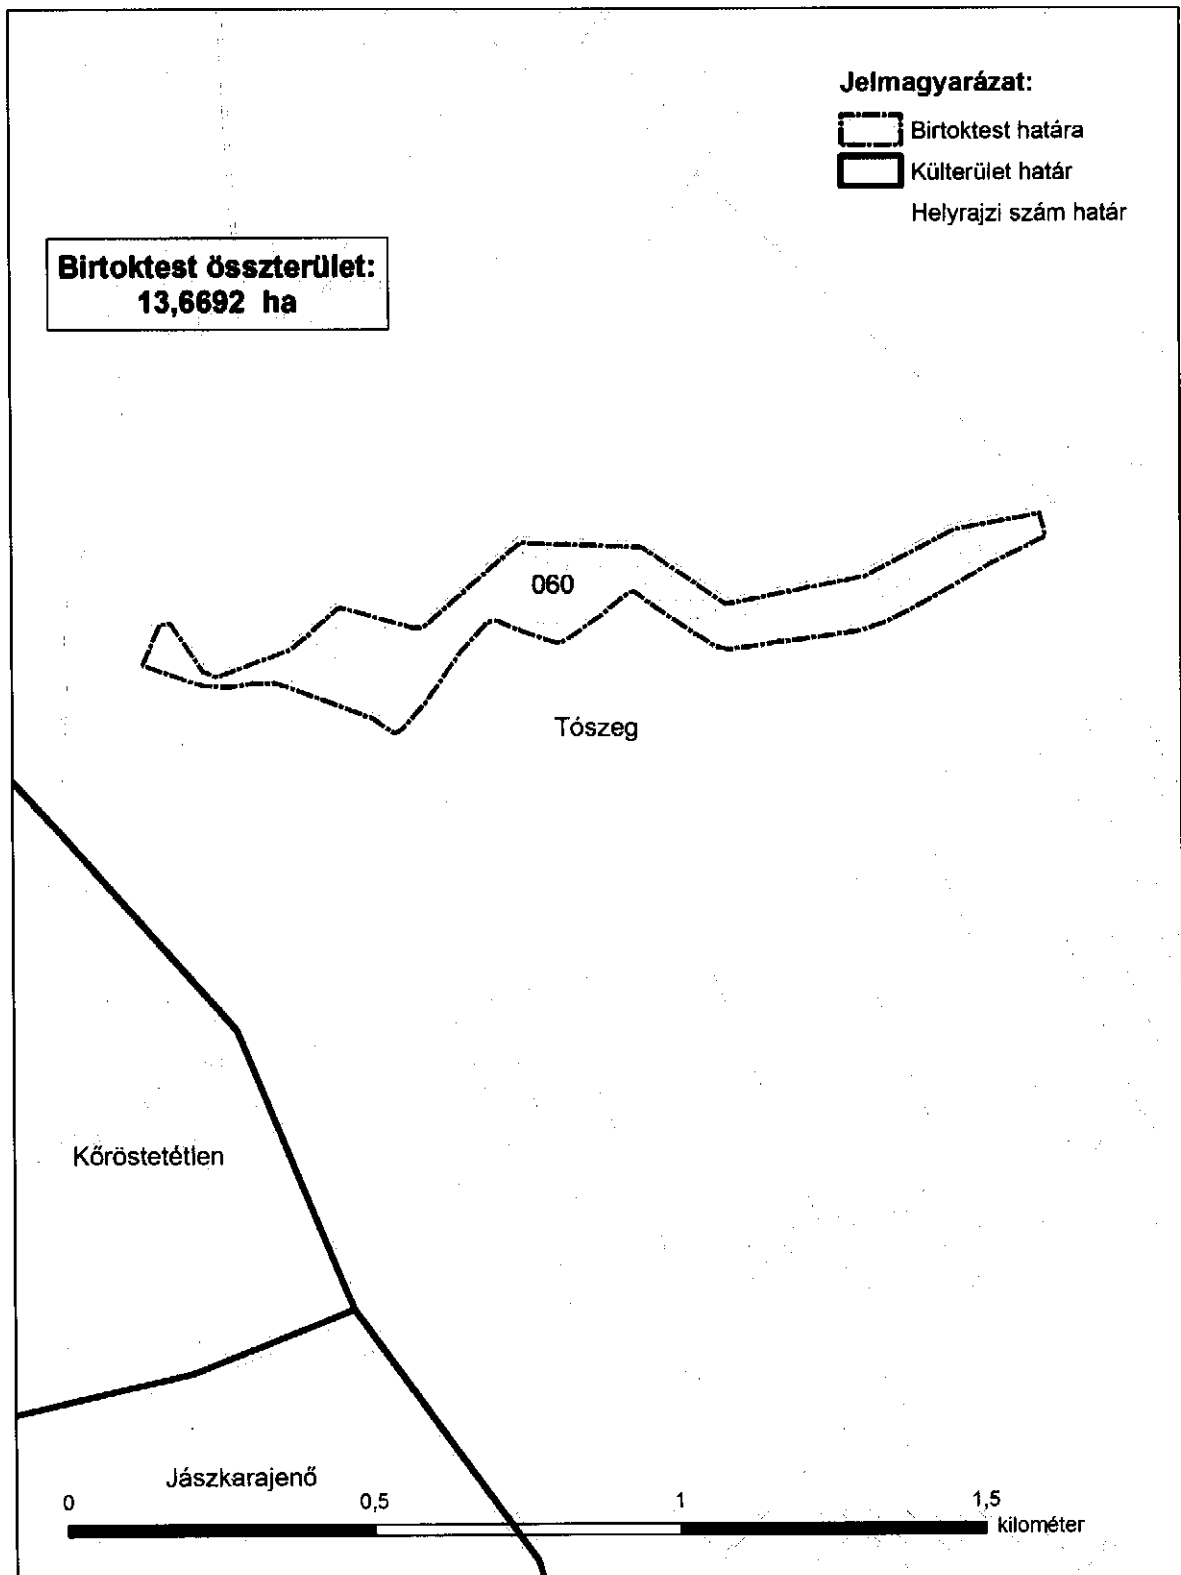 Jelmagyarázat:
Birtoktest határa
Külterület határ
Helyrajzi szám határ
Birtoktest összterület:
13,6692 ha
060
Tószeg
Kőröstetétlen
Jászkarajenő
0 0,5 1 1,5
kilométer